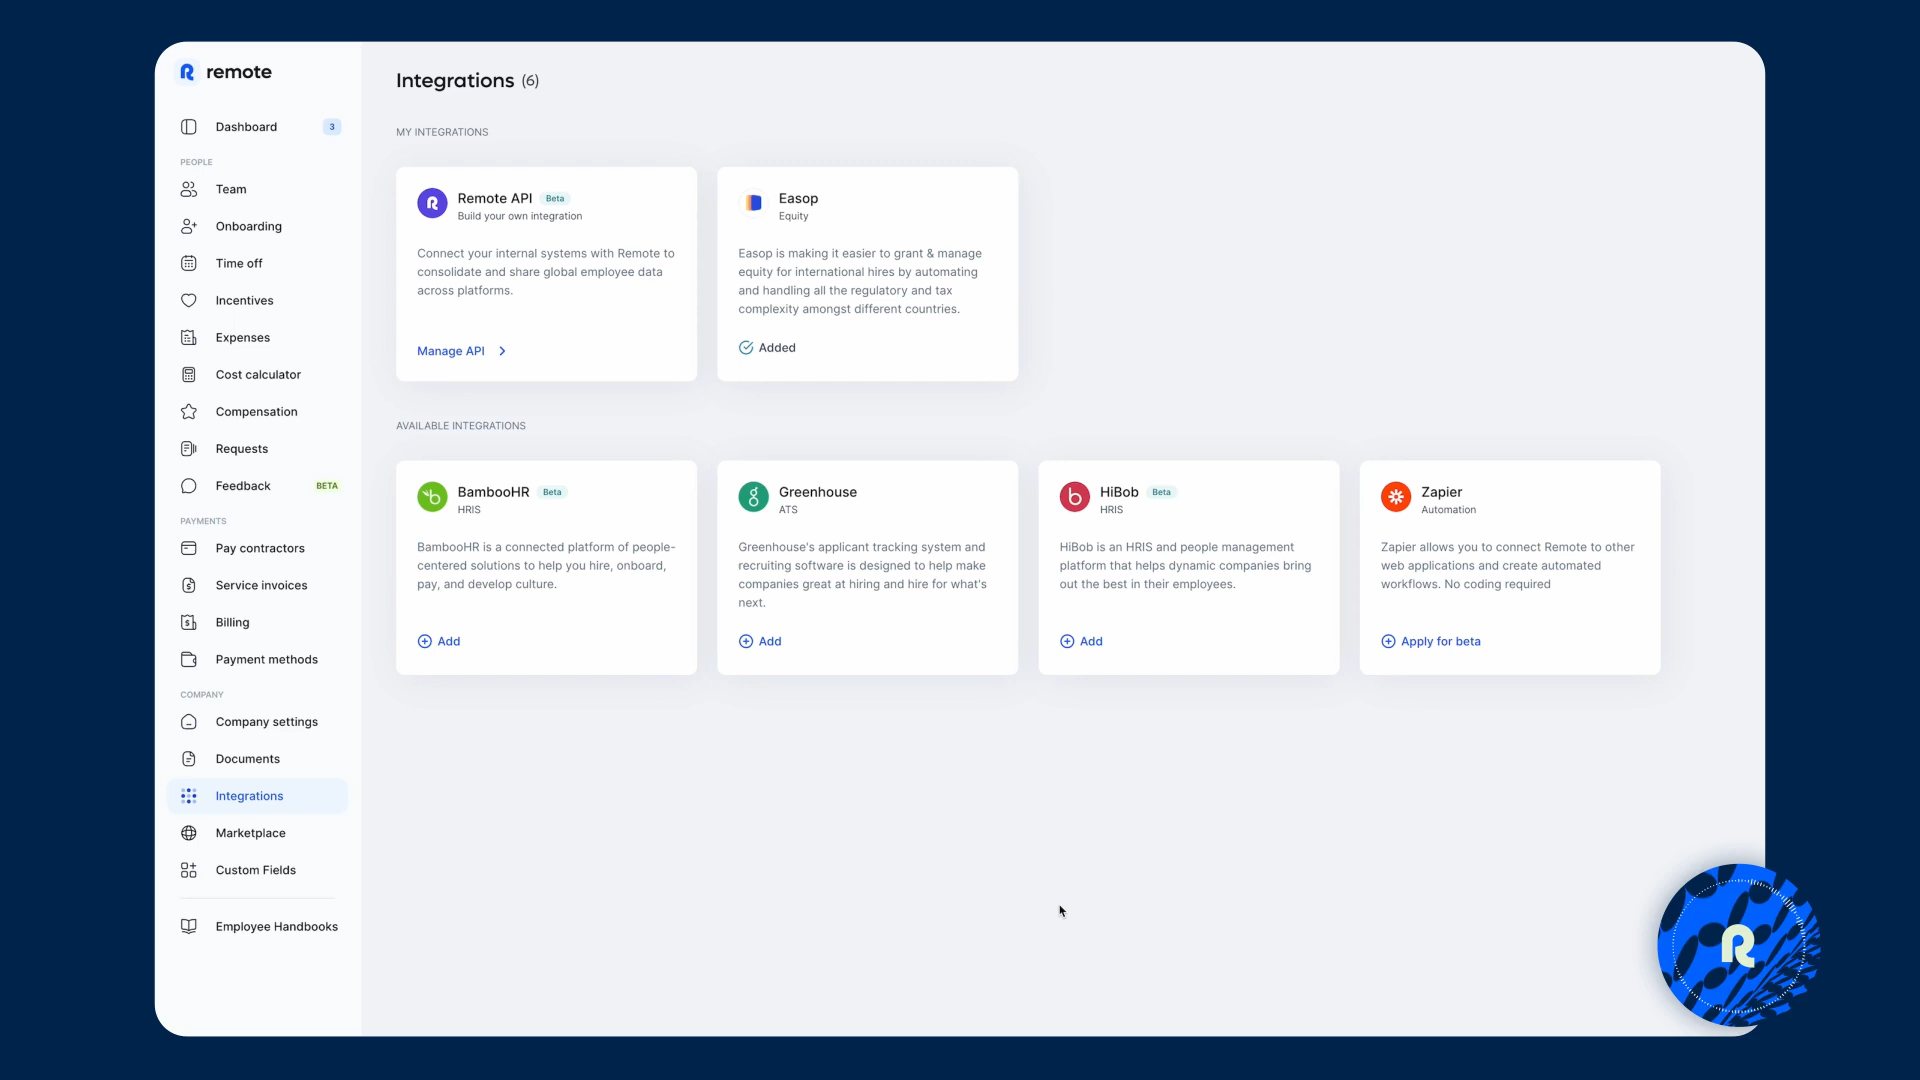 remote
Dashboard 3
PEOPLE
Team
Onboarding
Time off
Incentives
Expenses
Cost calculator
Compensation
Requests
Feedback BETA
PAYMENTS
Pay contractors
Service invoices
Billing
Payment methods
COMPANY
Company settings
Documents
Integrations
Marketplace
Custom Fields
Employee Handbooks
Integrations (6)
MY INTEGRATIONS
Remote API Beta
Build your own integration
Connect your internal systems with Remote to
consolidate and share global employee data
across platforms.
Manage API
Easop
Equity
Easop is making it easier to grant & manage
equity for international hires by automating
and handling all the regulatory and tax
complexity amongst different countries.
Added
AVAILABLE INTEGRATIONS
BambooHR Beta
HRIS
BambooHR is a connected platform of people-
centered solutions to help you hire, onboard,
pay, and develop culture.
Add
Greenhouse
ATS
Greenhouse's applicant tracking system and
recruiting software is designed to help make
companies great at hiring and hire for what's
next.
Add
HiBob Beta
HRIS
HiBob is an HRIS and people management
platform that helps dynamic companies bring
out the best in their employees.
Add
Zapier
Automation
Zapier allows you to connect Remote to other
web applications and create automated
workflows. No coding required
Apply for beta
R